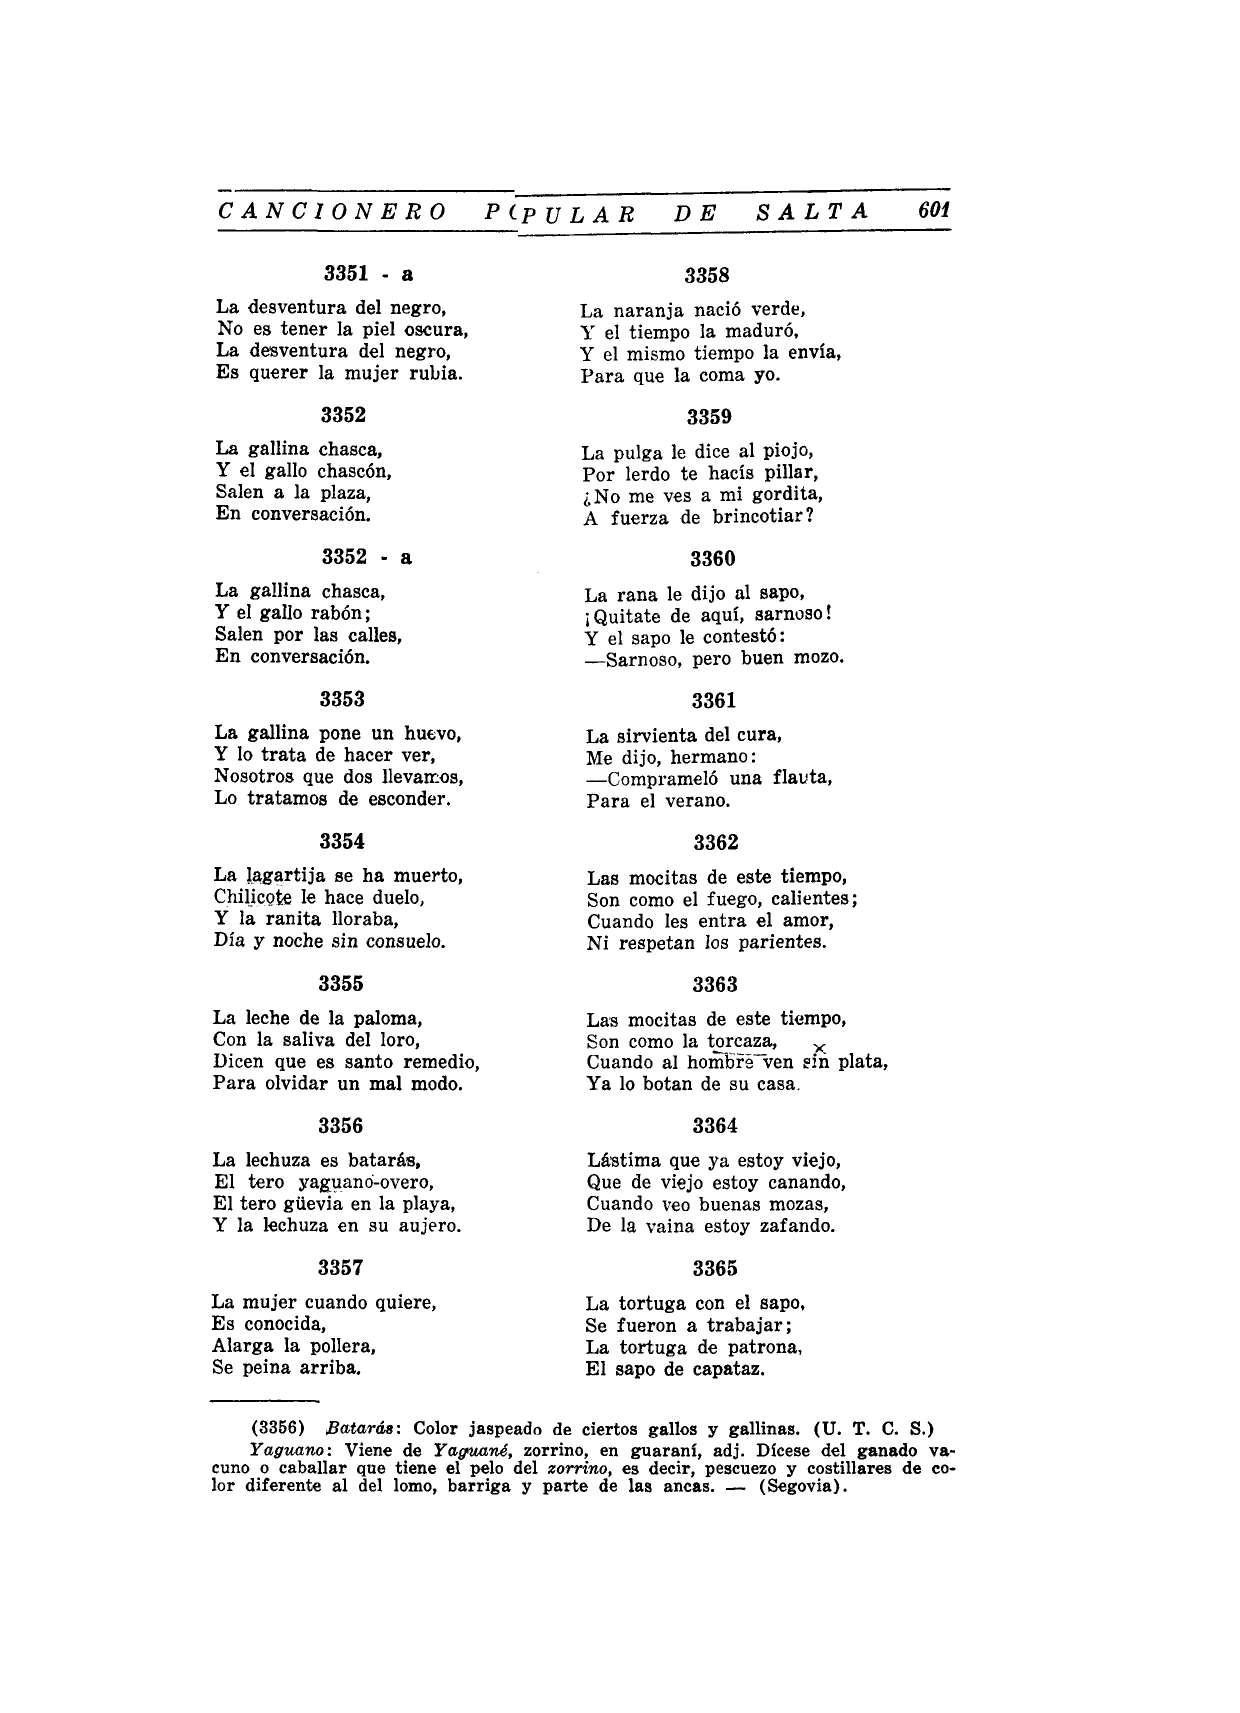 CANCIONERO POPULAR DE SALTA 601
3351 - a
La desventura del negro,
No es tener la piel oscura,
La desventura del negro,
Es querer la mujer rubia.
3352
La gallina chasca,
Y el gallo chascón,
Salen a la plaza,
En conversación.
3352 - a
La gallina chasca,
Y el gallo rabón;
Salen por las calles,
En conversación.
3353
La gallina pone un huevo,
Y lo trata de hacer ver,
Nosotros que dos llevamos,
Lo tratamos de esconder.
3354
La lagartija se ha muerto,
Chilicote le hace duelo,
Y la ranita lloraba,
Día y noche sin consuelo.
3355
La leche de la paloma,
Con la saliva del loro,
Dicen que es santo remedio,
Para olvidar un mal modo.
3356
La lechuza es batarás,
El tero yaguano-overo,
El tero güevia en la playa,
Y la lechuza en su aujero.
3357
La mujer cuando quiere,
Es conocida,
Alarga la pollera,
Se peina arriba.
3358
La naranja nació verde,
Y el tiempo la maduró,
Y el mismo tiempo la envía,
Para que la coma yo.
3359
La pulga le dice al piojo,
Por lerdo te hacís pillar,
¿No me ves a mi gordita,
A fuerza de brincotiar?
3360
La rana le dijo al sapo,
¡Quitate de aquí, sarnoso!
Y el sapo le contestó:
—Sarnoso, pero buen mozo.
3361
La sirvienta del cura,
Me dijo, hermano:
—Comprameló una flauta,
Para el verano.
3362
Las mocitas de este tiempo,
Son como el fuego, calientes;
Cuando les entra el amor,
Ni respetan los parientes.
3363
Las mocitas de este tiempo,
Son como la torcaza,
Cuando al hombre ven sin plata,
Ya lo botan de su casa.
3364
Lástima que ya estoy viejo,
Que de viejo estoy canando,
Cuando veo buenas mozas,
De la vaina estoy zafando.
3365
La tortuga con el sapo,
Se fueron a trabajar;
La tortuga de patrona,
El sapo de capataz.
(3356) Batarás: Color jaspeado de ciertos gallos y gallinas. (U. T. C. S.)
Yaguano: Viene de Yaguané, zorrino, en guaraní, adj. Dícese del ganado va-
cuno o caballar que tiene el pelo del zorrino, es decir, pescuezo y costillares de co-
lor diferente al del lomo, barriga y parte de las ancas. — (Segovia).